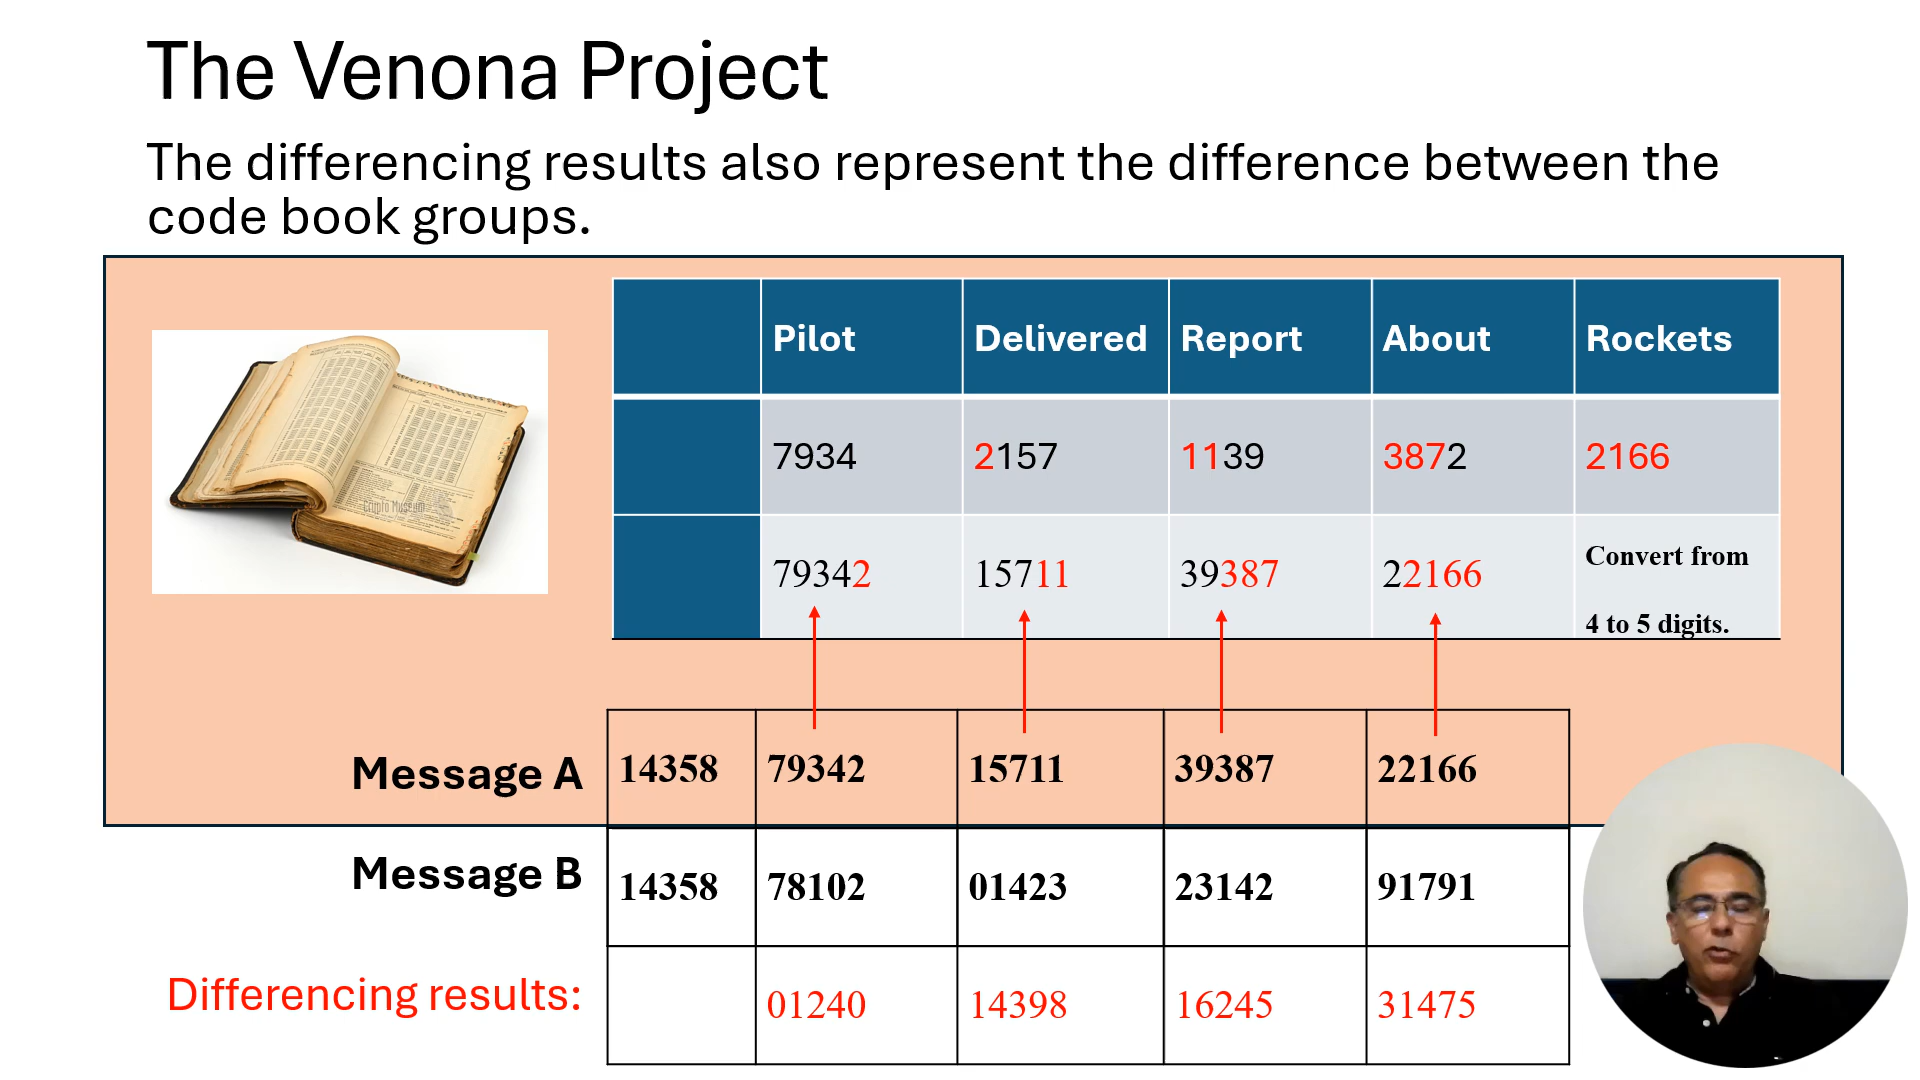 The Venona Project
The differencing results also represent the difference between the
code book groups.
Pilot Delivered Report About Rockets
7934 2157 1139 3872 2166
79342 15711 39387 22166 Convert from
4 to 5 digits.
Cripto Museum
Message A 14358 79342 15711 39387 22166
Message B 14358 78102 01423 23142 91791
Differencing results: 01240 14398 16245 31475